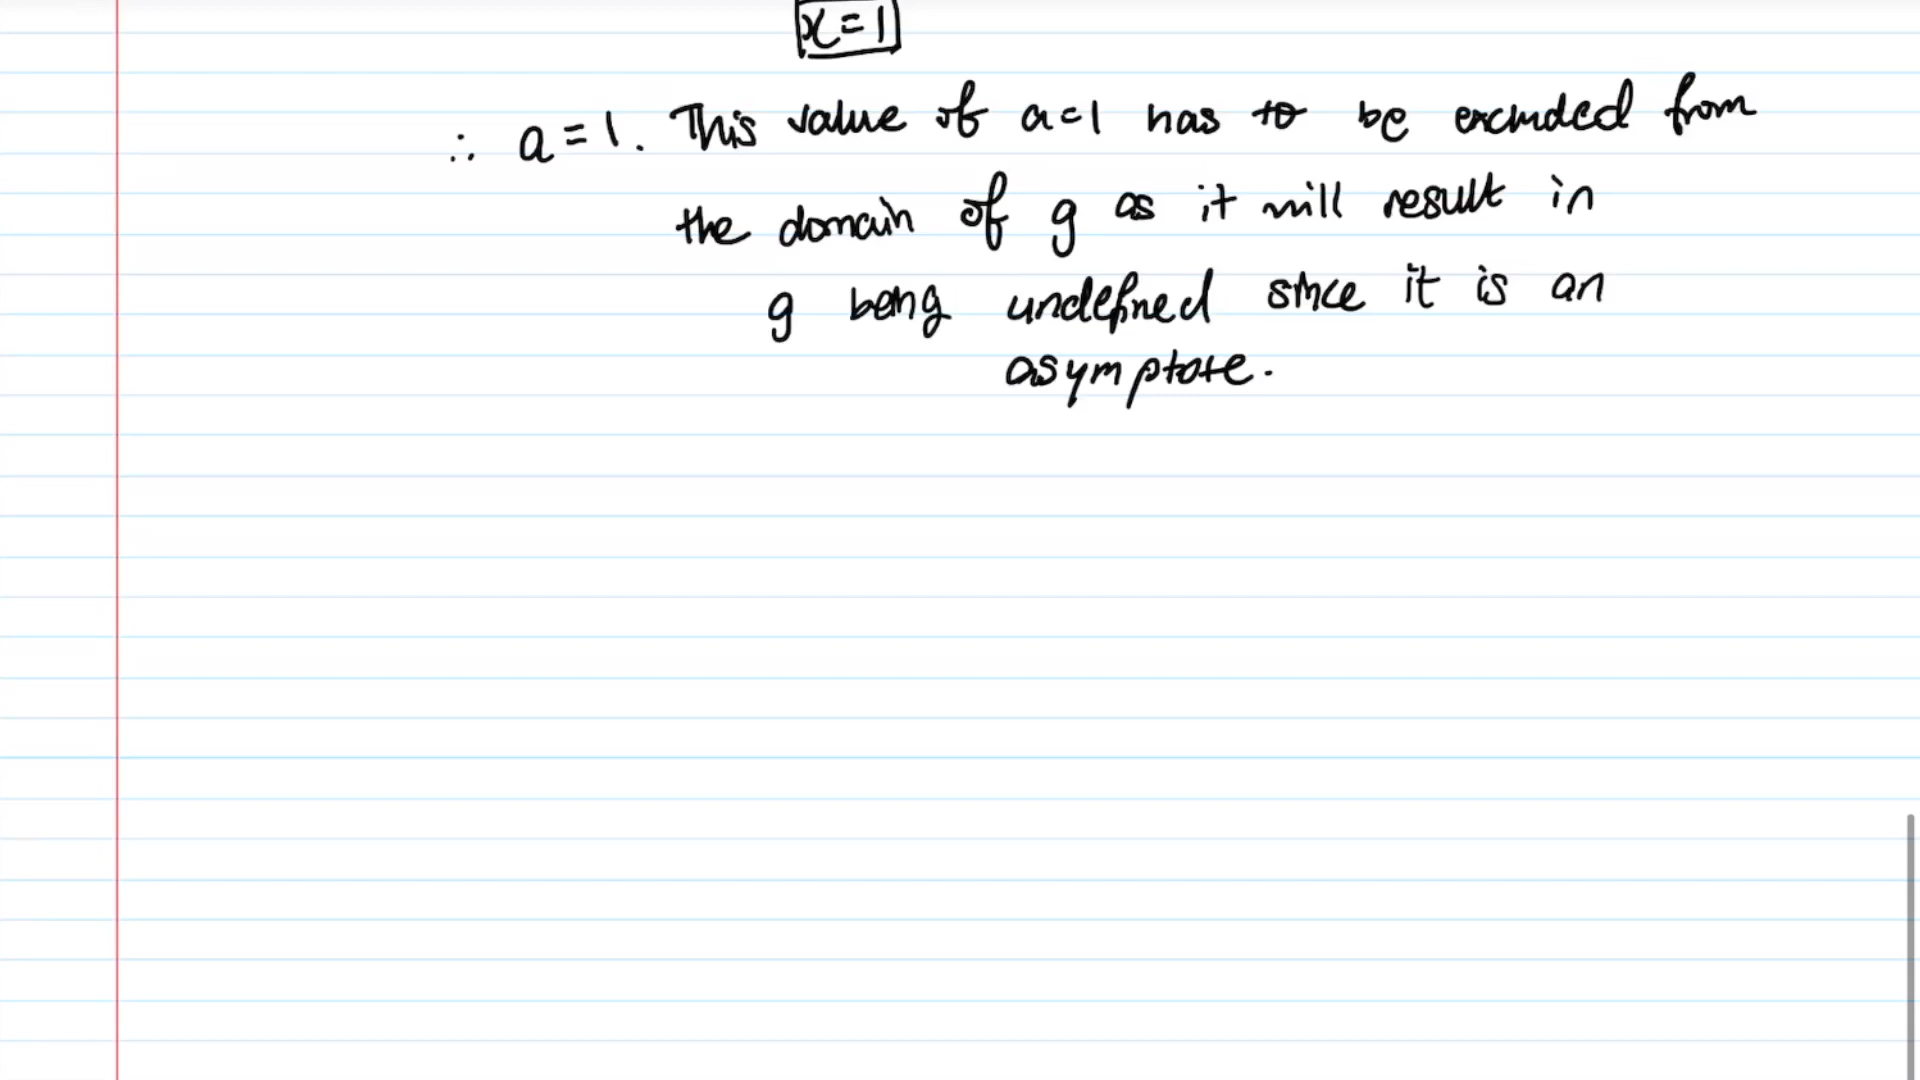 x=1
∴ a=1. This value of a=1 has to be excluded from
the domain of g as it will result in
g being undefined since it is an
asymptote.